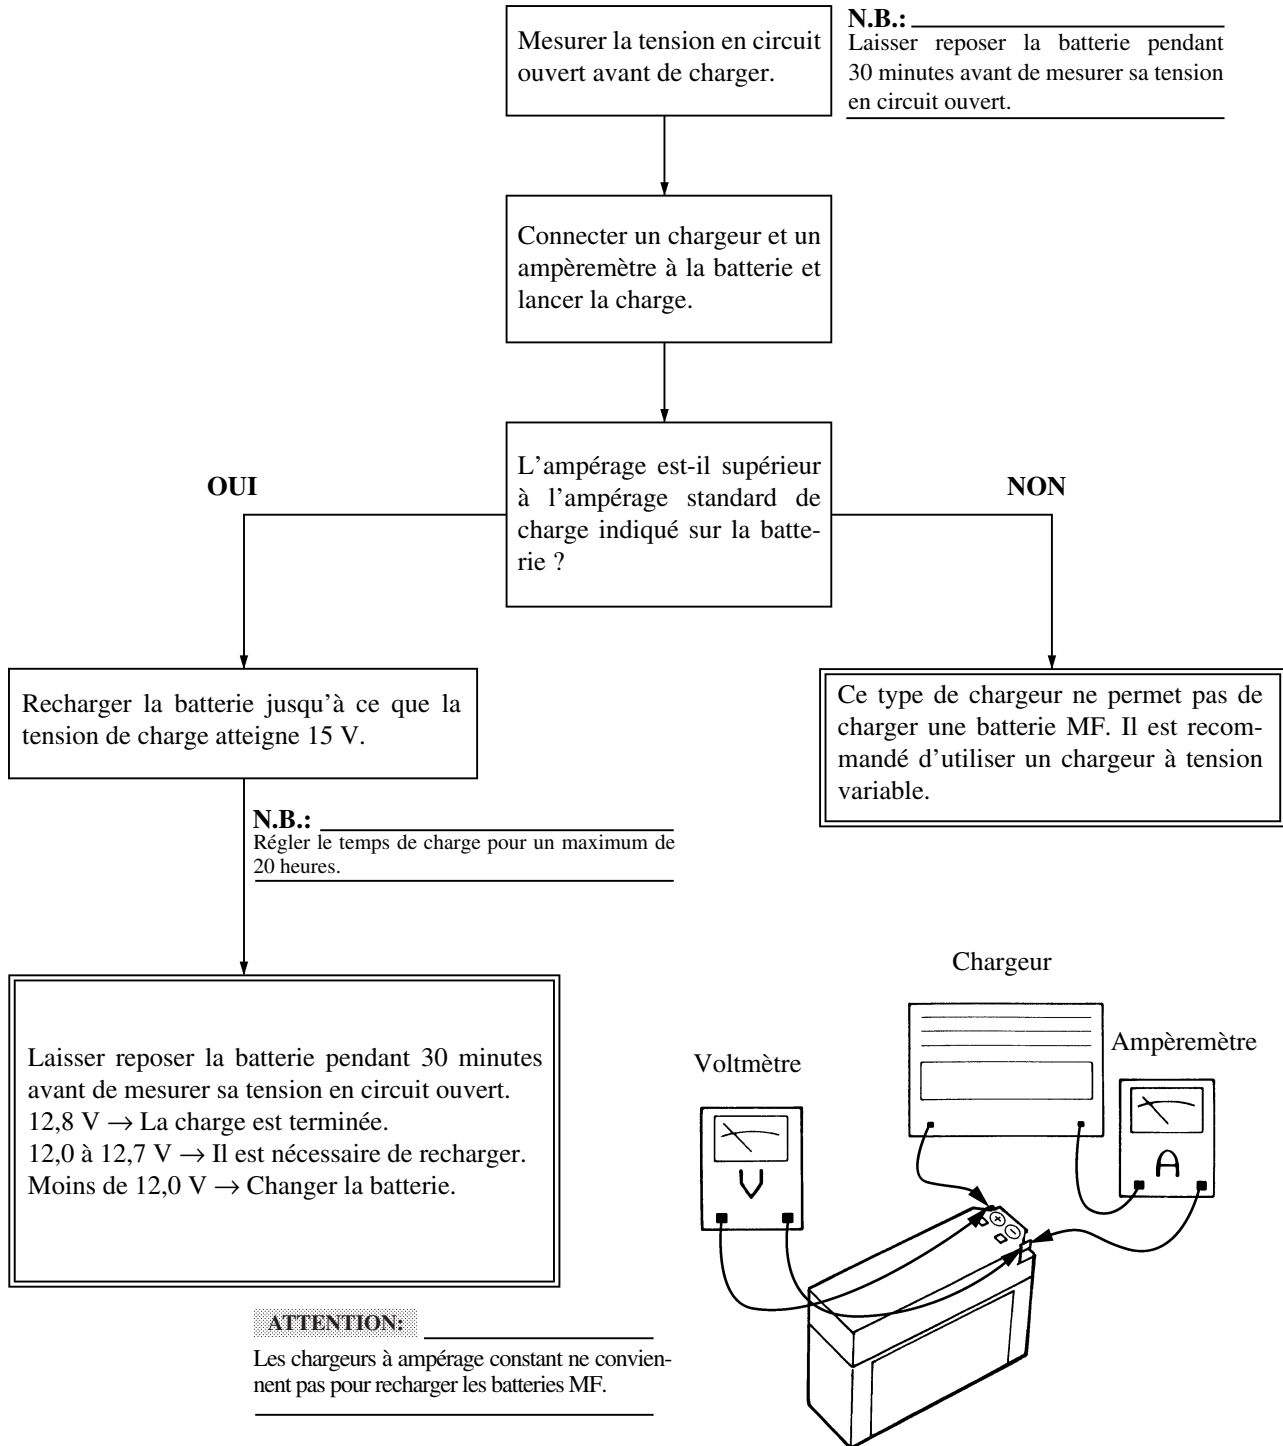 Mesurer la tension en circuit
ouvert avant de charger.
N.B.:
Laisser reposer la batterie pendant
30 minutes avant de mesurer sa tension
en circuit ouvert.
Connecter un chargeur et un
ampèremètre à la batterie et
lancer la charge.
L'ampérage est-il supérieur
à l'ampérage standard de
charge indiqué sur la batte-
rie ?
OUI
NON
Recharger la batterie jusqu'à ce que la
tension de charge atteigne 15 V.
Ce type de chargeur ne permet pas de
charger une batterie MF. Il est recom-
mandé d'utiliser un chargeur à tension
variable.
N.B.:
Régler le temps de charge pour un maximum de
20 heures.
Laisser reposer la batterie pendant 30 minutes
avant de mesurer sa tension en circuit ouvert.
12,8 V → La charge est terminée.
12,0 à 12,7 V → Il est nécessaire de recharger.
Moins de 12,0 V → Changer la batterie.
Chargeur
Voltmètre
Ampèremètre
V
A
+
−
ATTENTION:
Les chargeurs à ampérage constant ne convien-
nent pas pour recharger les batteries MF.